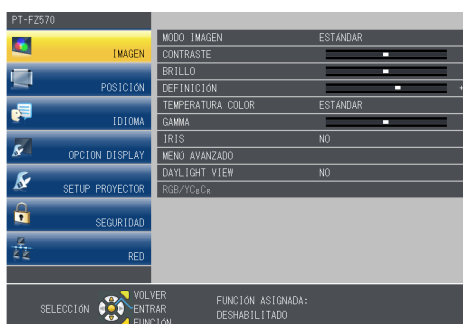 PT-FZ570
IMAGEN
POSICIÓN
IDIOMA
OPCION DISPLAY
SETUP PROYECTOR
SEGURIDAD
RED
MODO IMAGEN ESTÁNDAR
CONTRASTE
BRILLO
DEFINICIÓN +
TEMPERATURA COLOR ESTÁNDAR
GAMMA
IRIS NO
MENÚ AVANZADO
DAYLIGHT VIEW NO
RGB/YCBCR
SELECCIÓN
VOLVER
ENTRAR
FUNCIÓN
FUNCIÓN ASIGNADA:
DESHABILITADO